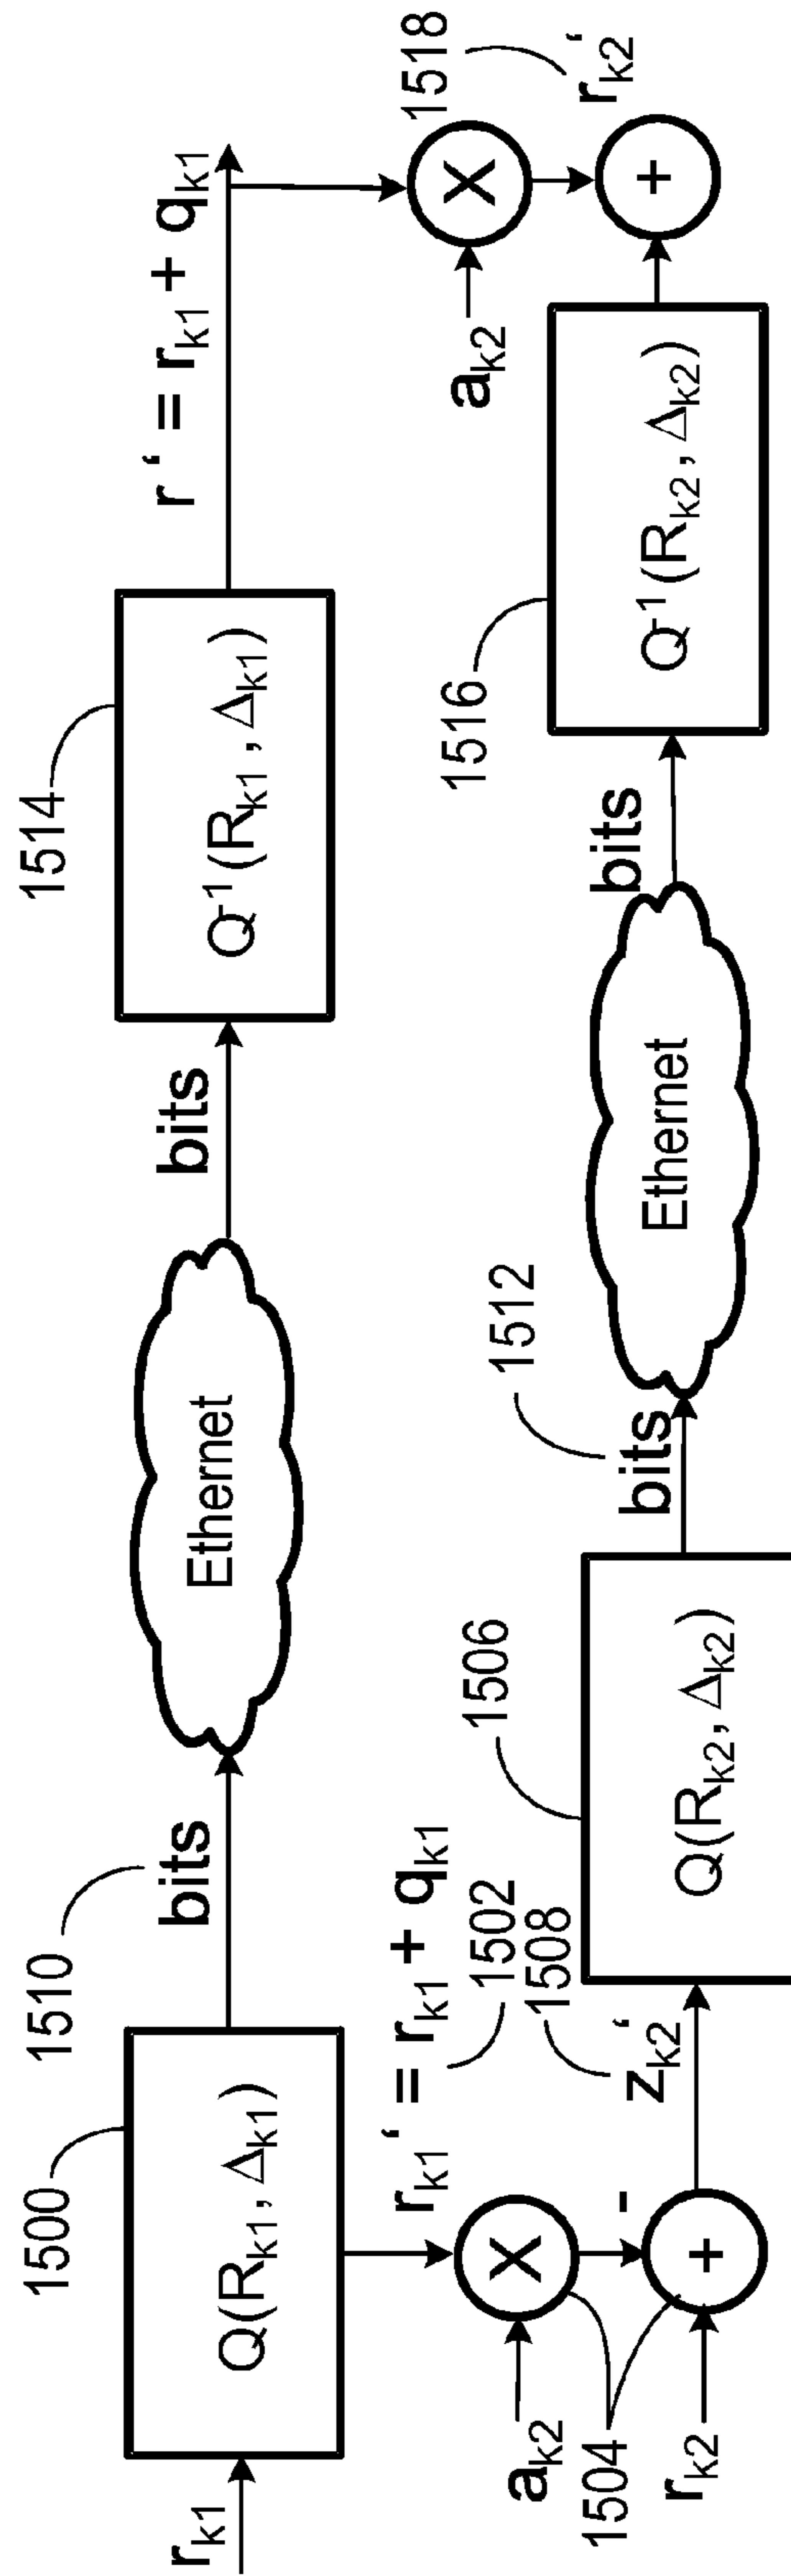 r_k1
1500
Q(R_k1, Δ_k1)
1510
bits
Ethernet
bits
1514
Q⁻¹(R_k1, Δ_k1)
r ‘ = r_k1 + q_k1
r_k1‘ = r_k1 + q_k1
1502
a_k2
X
1504
-
r_k2
+
1508
z_k2‘
1506
Q(R_k2, Δ_k2)
1512
bits
Ethernet
bits
1516
Q⁻¹(R_k2, Δ_k2)
a_k2
X
+
1518
r_k2‘